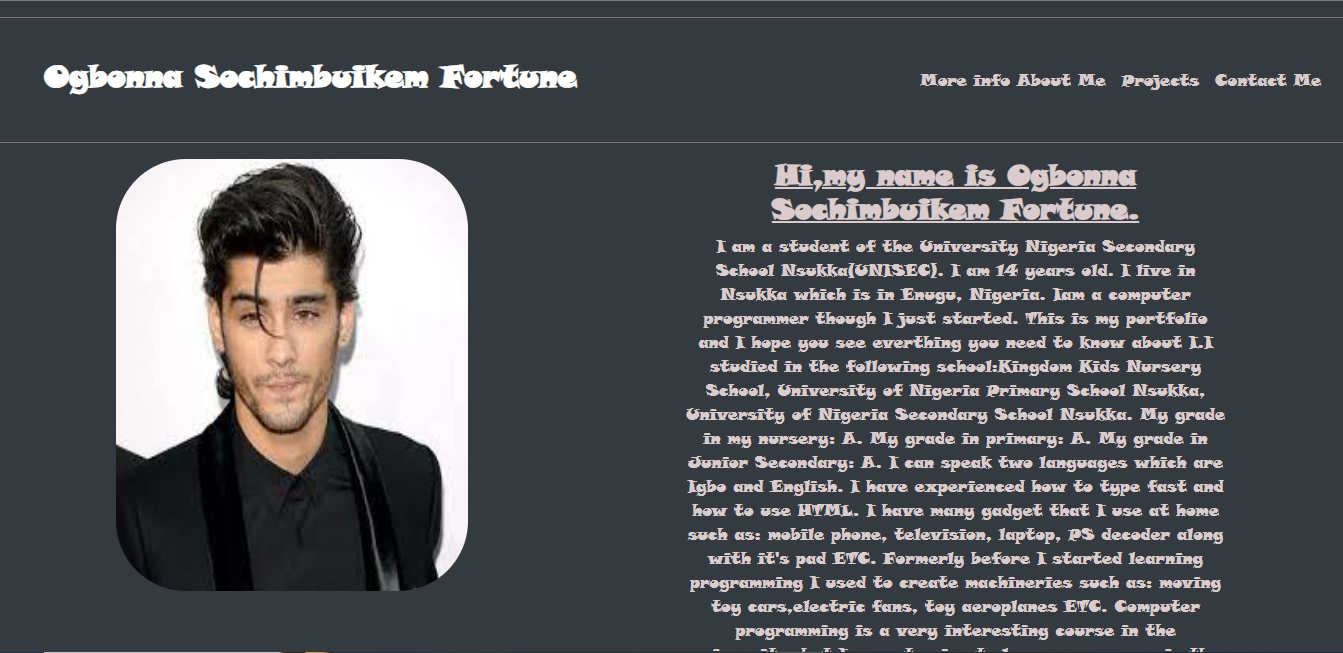 Ogbonna Sochimbuikem Fortune
More info About Me Projects Contact Me
Hi,my name is Ogbonna
Sochimbuikem Fortune.
I am a student of the University Nigeria Secondary
School Nsukka(UNISEC). I am 14 years old. I live in
Nsukka which is in Enugu, Nigeria. Iam a computer
programmer though I just started. This is my portfolio
and I hope you see everthing you need to know about I.I
studied in the following school:Kingdom Kids Nursery
School, University of Nigeria Primary School Nsukka,
University of Nigeria Secondary School Nsukka. My grade
in my nursery: A. My grade in primary: A. My grade in
Junior Secondary: A. I can speak two languages which are
Igbo and English. I have experienced how to type fast and
how to use HTML. I have many gadget that I use at home
such as: mobile phone, television, laptop, PS decoder along
with it's pad ETC. Formerly before I started learning
programming I used to create machineries such as: moving
toy cars,electric fans, toy aeroplanes ETC. Computer
programming is a very interesting course in the